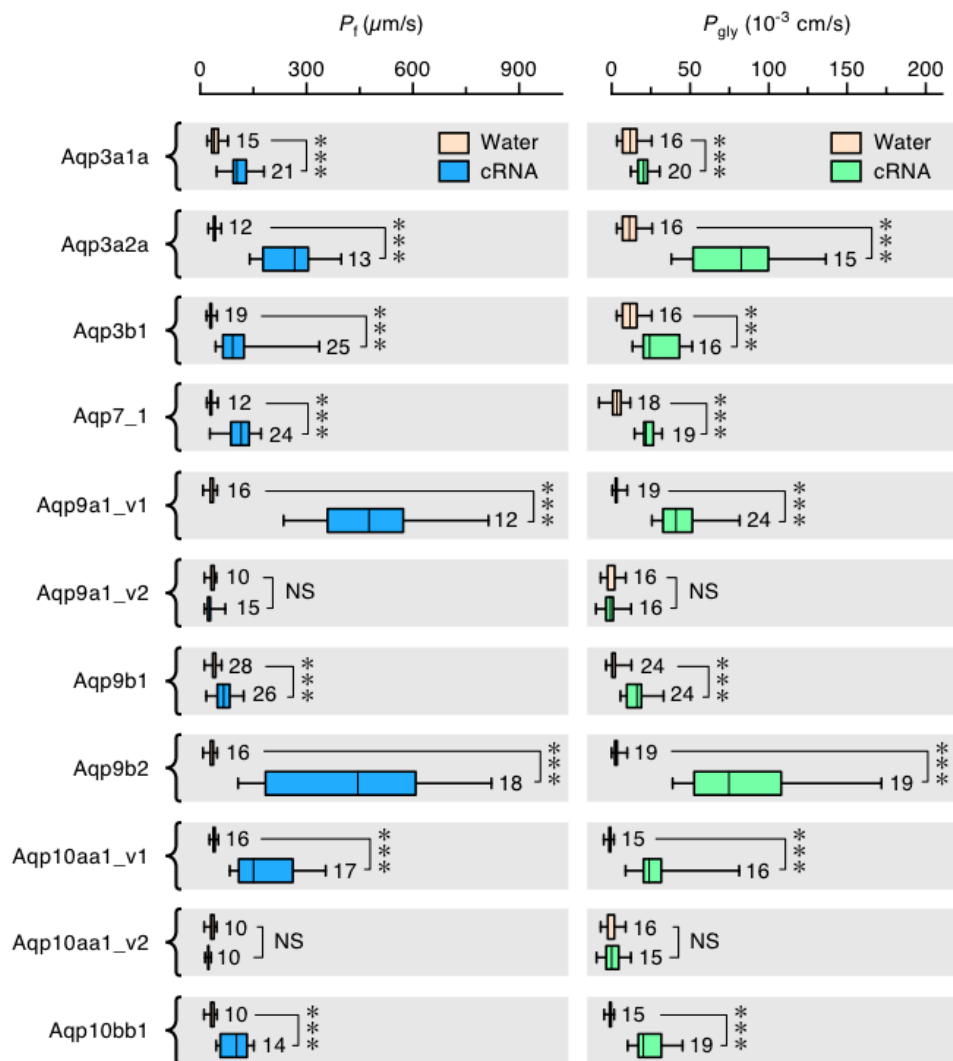 Pf (µm/s) Pgly (10-3 cm/s)
0 300 600 900 0 50 100 150 200
Aqp3a1a 15 *** 21 Water cRNA 16 *** 20 Water cRNA
Aqp3a2a 12 *** 13 16 *** 15
Aqp3b1 19 *** 25 16 *** 16
Aqp7_1 12 *** 24 18 *** 19
Aqp9a1_v1 16 *** 12 19 *** 24
Aqp9a1_v2 10 NS 15 16 NS 16
Aqp9b1 28 *** 26 24 *** 24
Aqp9b2 16 *** 18 19 *** 19
Aqp10aa1_v1 16 *** 17 15 *** 16
Aqp10aa1_v2 10 NS 10 16 NS 15
Aqp10bb1 10 *** 14 15 *** 19